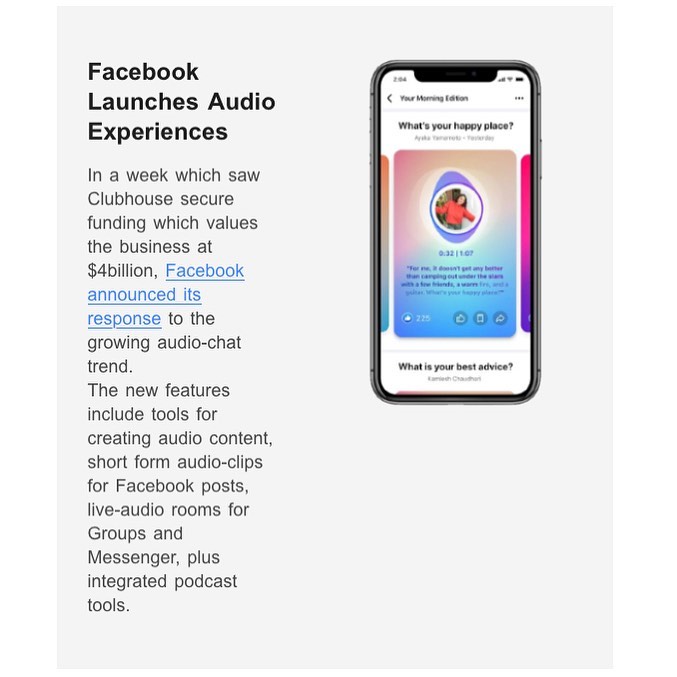 Facebook
Launches Audio
Experiences
In a week which saw
Clubhouse secure
funding which values
the business at
$4billion, Facebook
announced its
response to the
growing audio-chat
trend.
The new features
include tools for
creating audio content,
short form audio-clips
for Facebook posts,
live-audio rooms for
Groups and
Messenger, plus
integrated podcast
tools.
2:04
Your Morning Edition
What's your happy place?
Ayaka Yamamoto • Yesterday
0:32 | 1:07
"For me, it doesn't get any better
than camping out under the stars
with a few friends, a warm fire, and a
guitar. What's your happy place?"
225
What is your best advice?
Kamlesh Chaudhari